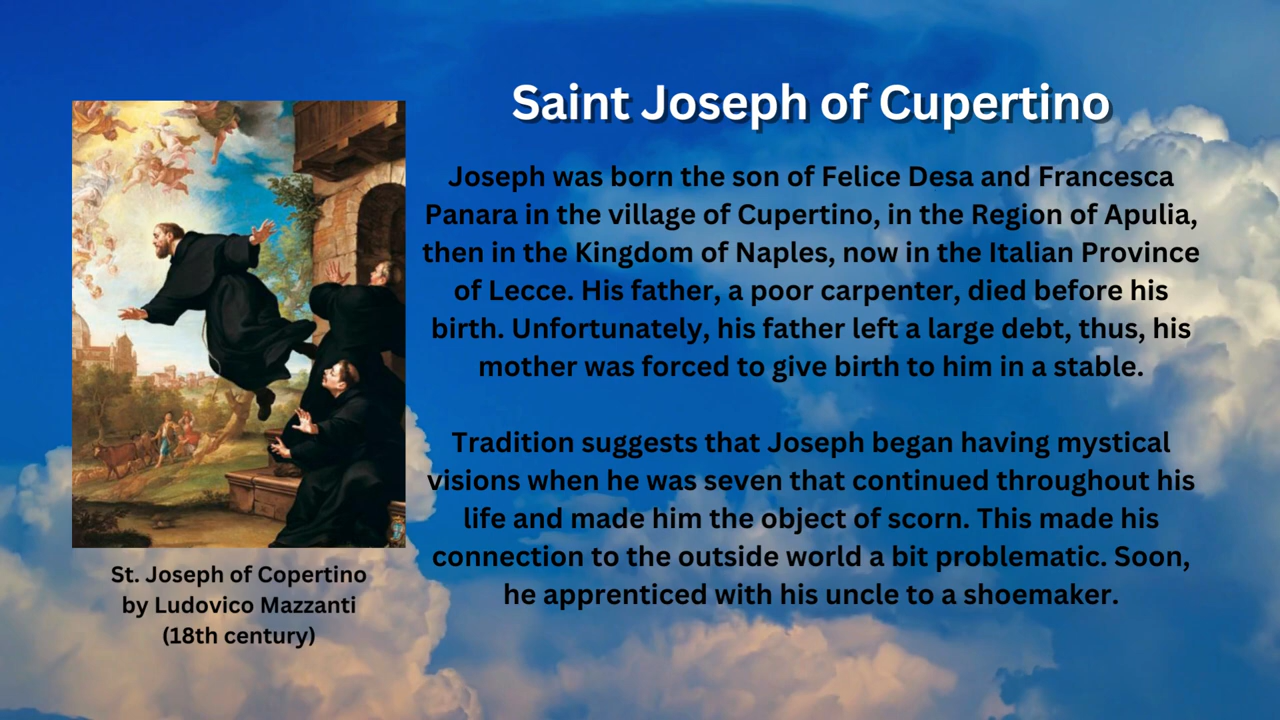 Saint Joseph of Cupertino
Joseph was born the son of Felice Desa and Francesca
Panara in the village of Cupertino, in the Region of Apulia,
then in the Kingdom of Naples, now in the Italian Province
of Lecce. His father, a poor carpenter, died before his
birth. Unfortunately, his father left a large debt, thus, his
mother was forced to give birth to him in a stable.
Tradition suggests that Joseph began having mystical
visions when he was seven that continued throughout his
life and made him the object of scorn. This made his
connection to the outside world a bit problematic. Soon,
he apprenticed with his uncle to a shoemaker.
St. Joseph of Copertino
by Ludovico Mazzanti
(18th century)